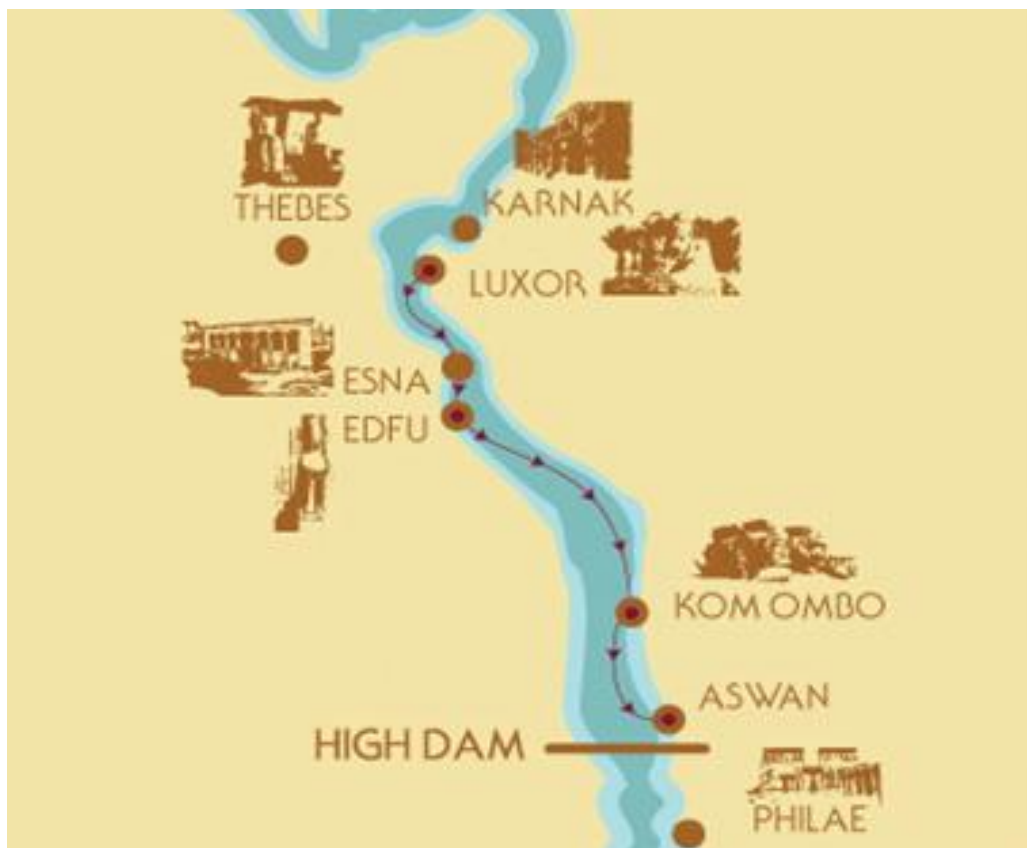 THEBES
KARNAK
LUXOR
ESNA
EDFU
KOM OMBO
ASWAN
HIGH DAM
PHILAE